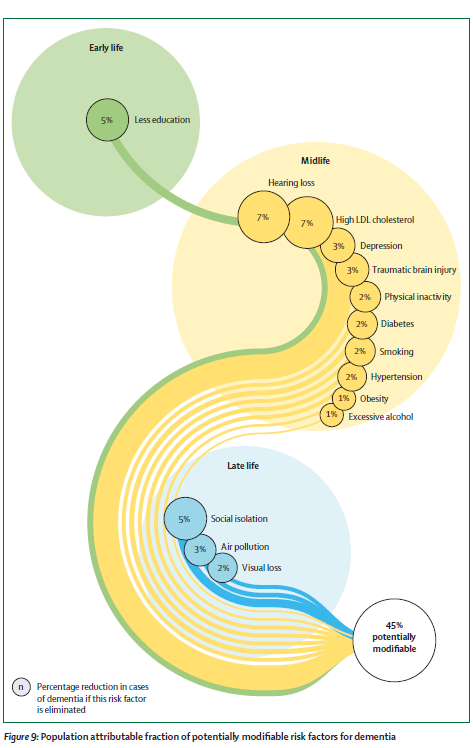 Early life
5%
Less education
Midlife
Hearing loss
7%
7%
High LDL cholesterol
3%
Depression
3%
Traumatic brain injury
2%
Physical inactivity
2%
Diabetes
2%
Smoking
2%
Hypertension
1%
Obesity
1%
Excessive alcohol
Late life
5%
Social isolation
3%
Air pollution
2%
Visual loss
45%
potentially
modifiable
n
Percentage reduction in cases
of dementia if this risk factor
is eliminated
Figure 9: Population attributable fraction of potentially modifiable risk factors for dementia